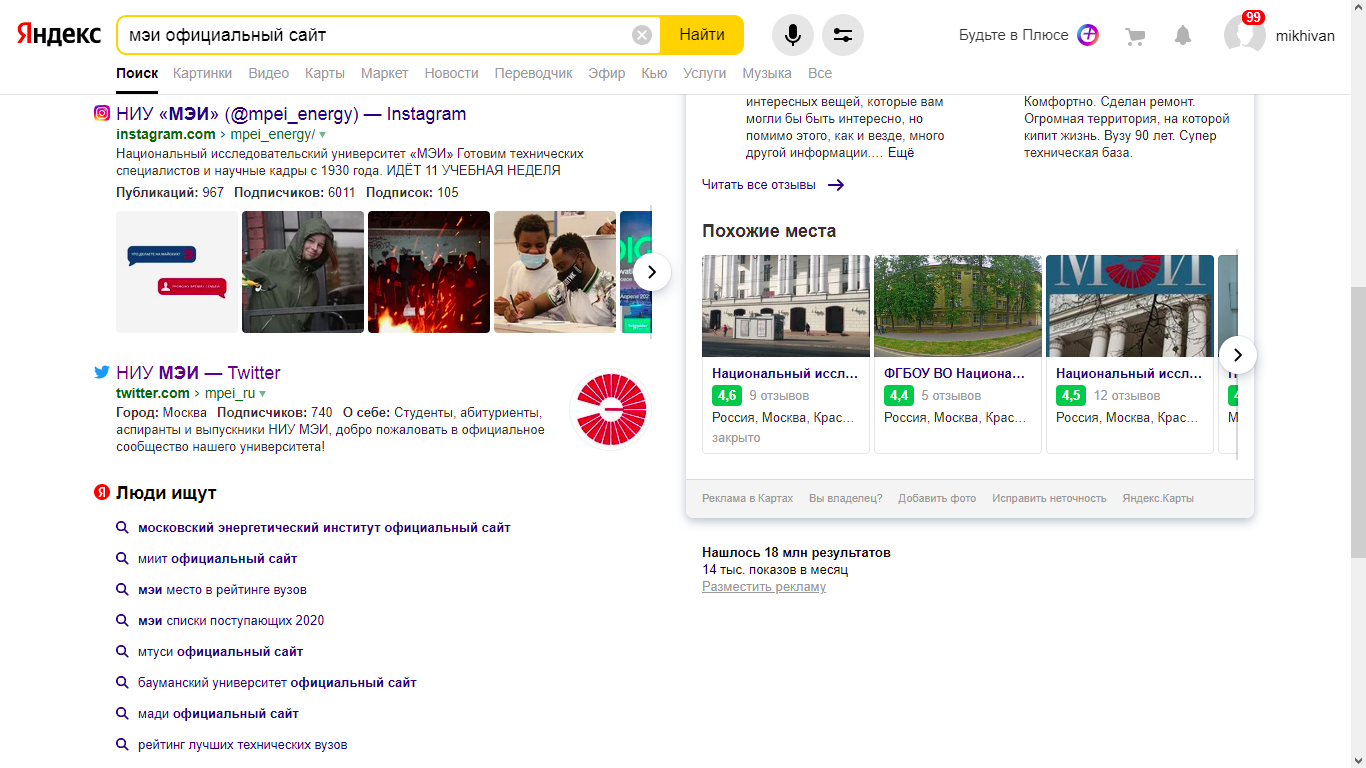 Яндекс
мэи официальный сайт
Найти
Будьте в Плюсе
99
mikhivan
Поиск Картинки Видео Карты Маркет Новости Переводчик Эфир Кью Услуги Музыка Все
НИУ «МЭИ» (@mpei_energy) — Instagram
instagram.com › mpei_energy/
Национальный исследовательский университет «МЭИ» Готовим технических
специалистов и научные кадры с 1930 года. ИДЁТ 11 УЧЕБНАЯ НЕДЕЛЯ
Публикаций: 967 Подписчиков: 6011 Подписок: 105
НИУ МЭИ — Twitter
twitter.com › mpei_ru
Город: Москва Подписчиков: 740 О себе: Студенты, абитуриенты,
аспиранты и выпускники НИУ МЭИ, добро пожаловать в официальное
сообщество нашего университета!
Люди ищут
московский энергетический институт официальный сайт
миит официальный сайт
мэи место в рейтинге вузов
мэи списки поступающих 2020
мтуси официальный сайт
бауманский университет официальный сайт
мади официальный сайт
рейтинг лучших технических вузов
интересных вещей, которые вам
могли бы быть интересно, но
помимо этого, как и везде, много
другой информации.… Ещё
Комфортно. Сделан ремонт.
Огромная территория, на которой
кипит жизнь. Вузу 90 лет. Супер
техническая база.
Читать все отзывы
Похожие места
МЭИ
Национальный иссл...
4,6 9 отзывов
Россия, Москва, Крас...
закрыто
ФГБОУ ВО Национа...
4,4 5 отзывов
Россия, Москва, Крас...
Национальный иссл...
4,5 12 отзывов
Россия, Москва, Крас...
Реклама в Картах Вы владелец? Добавить фото Исправить неточность Яндекс.Карты
Нашлось 18 млн результатов
14 тыс. показов в месяц
Разместить рекламу